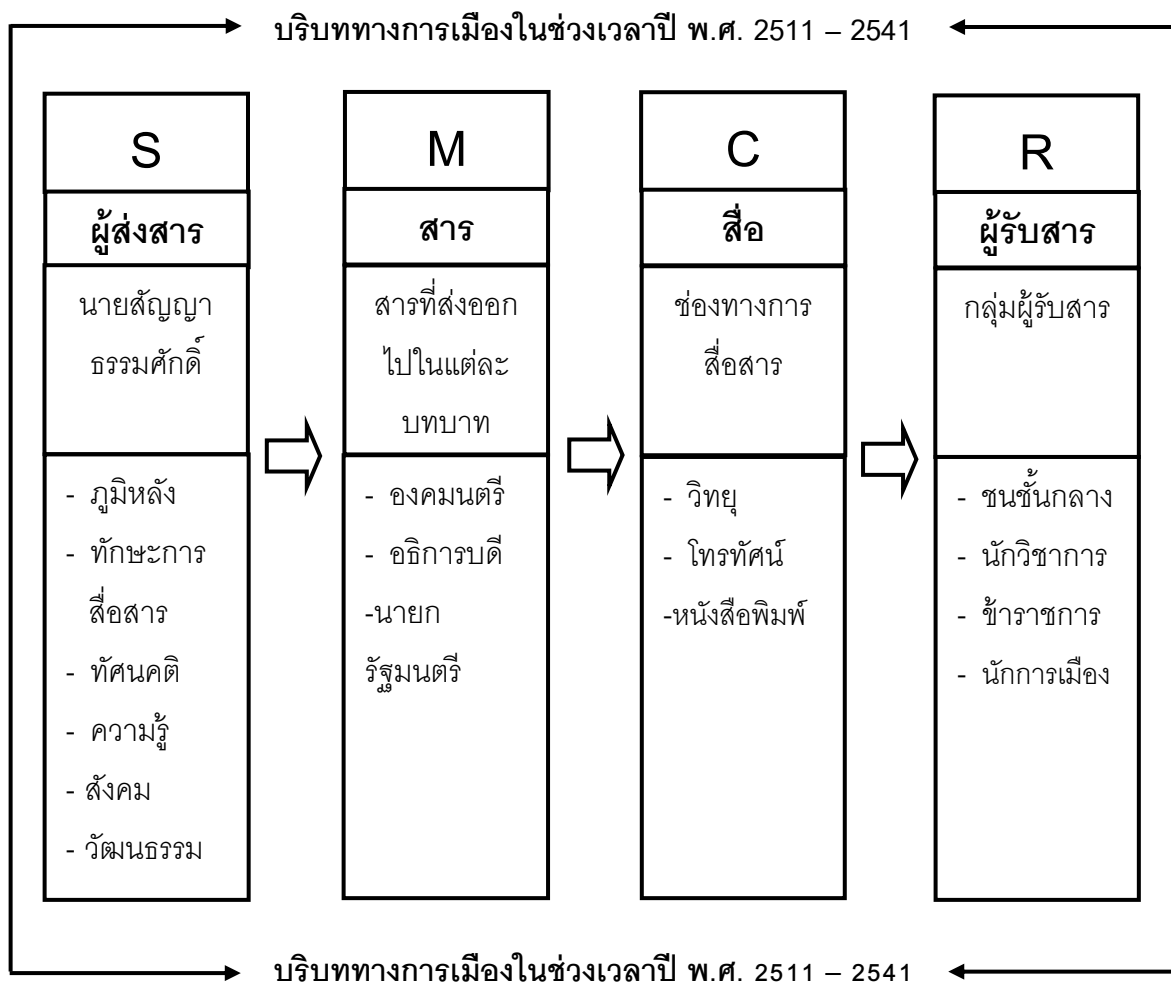 บริบททางการเมืองในช่วงเวลาปี พ.ศ. 2511 – 2541
S
ผู้ส่งสาร
นายสัญญา
ธรรมศักดิ์
- ภูมิหลัง
- ทักษะการ
สื่อสาร
- ทัศนคติ
- ความรู้
- สังคม
- วัฒนธรรม
M
สาร
สารที่ส่งออก
ไปในแต่ละ
บทบาท
- องคมนตรี
- อธิการบดี
-นายก
รัฐมนตรี
C
สื่อ
ช่องทางการ
สื่อสาร
- วิทยุ
- โทรทัศน์
-หนังสือพิมพ์
R
ผู้รับสาร
กลุ่มผู้รับสาร
- ชนชั้นกลาง
- นักวิชาการ
- ข้าราชการ
- นักการเมือง
บริบททางการเมืองในช่วงเวลาปี พ.ศ. 2511 – 2541